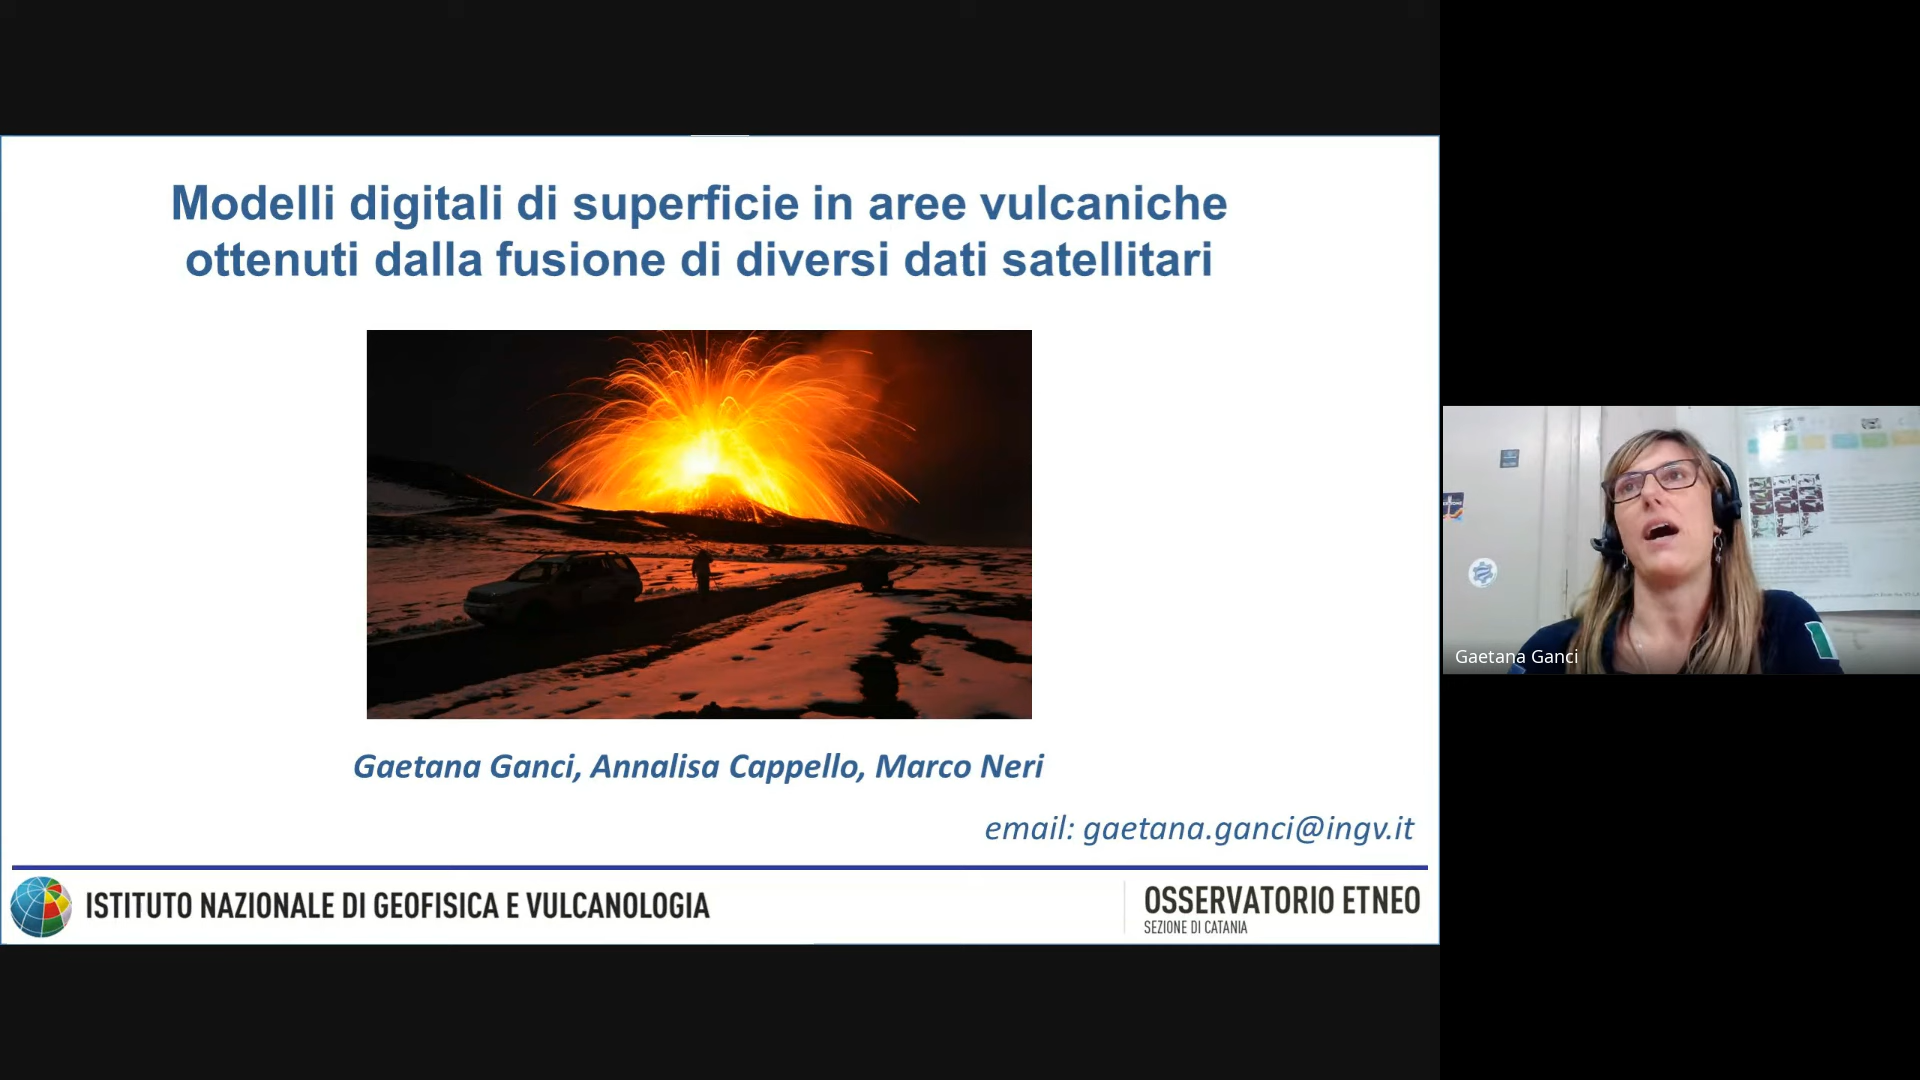 Modelli digitali di superficie in aree vulcaniche
ottenuti dalla fusione di diversi dati satellitari
Gaetana Ganci, Annalisa Cappello, Marco Neri
email: gaetana.ganci@ingv.it
ISTITUTO NAZIONALE DI GEOFISICA E VULCANOLOGIA
OSSERVATORIO ETNEO
SEZIONE DI CATANIA
Gaetana Ganci